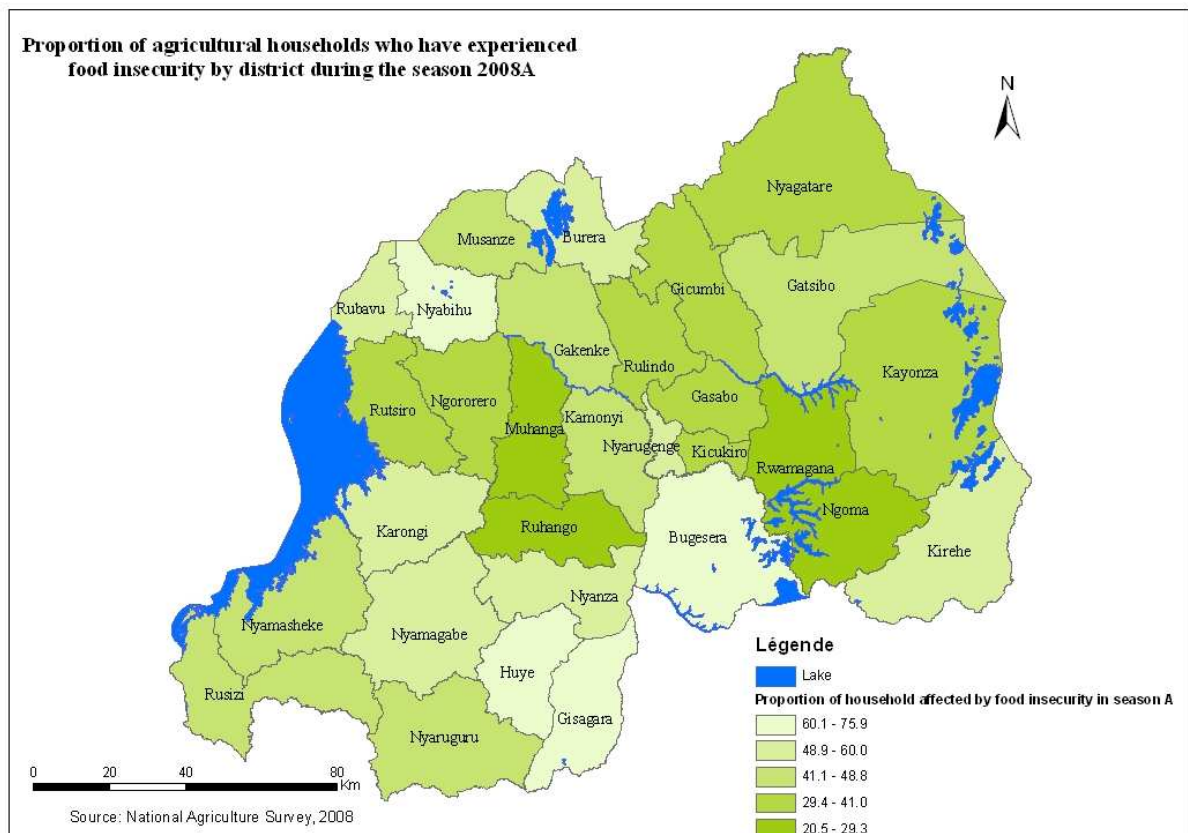 Proportion of agricultural households who have experienced
food insecurity by district during the season 2008A
N
Nyagatare
Musanze
Burera
Gicumbi
Gatsibo
Rubavu
Nyabihu
Gakenke
Rulindo
Kayonza
Rutsiro
Ngororero
Gasabo
Muhanga
Kamonyi
Nyarugenge
Kicukiro
Rwamagana
Ngoma
Ruhango
Karongi
Bugesera
Kirehe
Nyanza
Nyamasheke
Nyamagabe
Huye
Rusizi
Gisagara
Nyaruguru
Légende
Lake
Proportion of household affected by food insecurity in season A
60.1 - 75.9
48.9 - 60.0
41.1 - 48.8
29.4 - 41.0
20.5 - 29.3
0 20 40 80
Km
Source: National Agriculture Survey, 2008